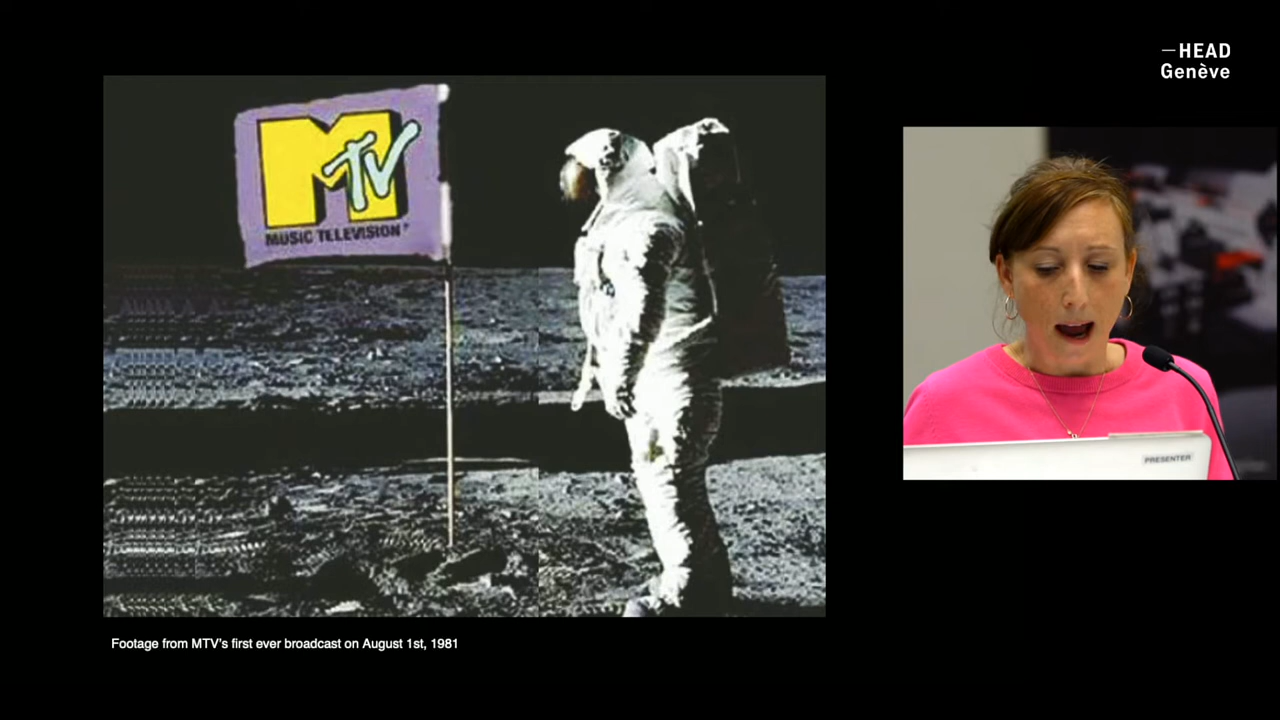 —HEAD
Genève
MTV
MUSIC TELEVISION®
PRESENTER
Footage from MTV's first ever broadcast on August 1st, 1981